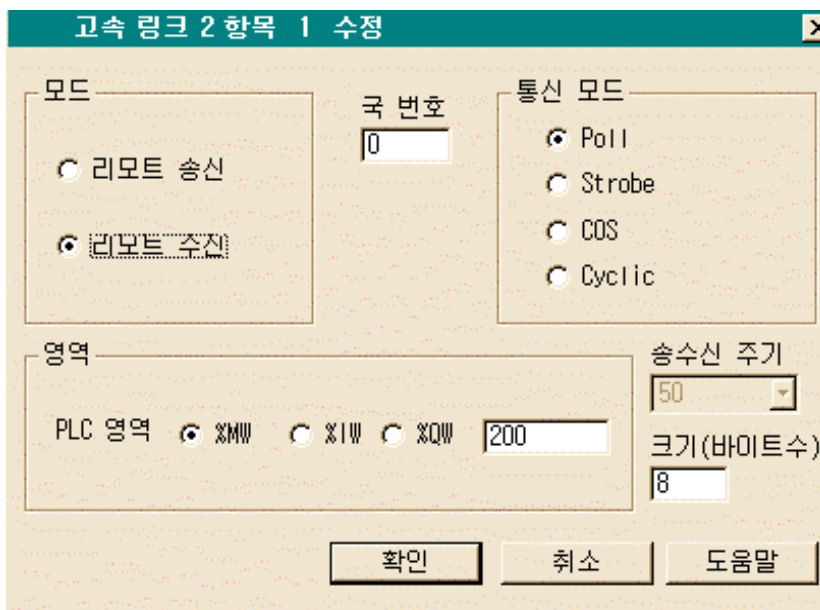 고속 링크 2 항목 1 수정
모드
리모트 송신
리모트 수신
국 번호
0
통신 모드
Poll
Strobe
COS
Cyclic
영역
PLC 영역 %MW %IW %QW 200
송수신 주기
50
크기(바이트수)
8
확인 취소 도움말